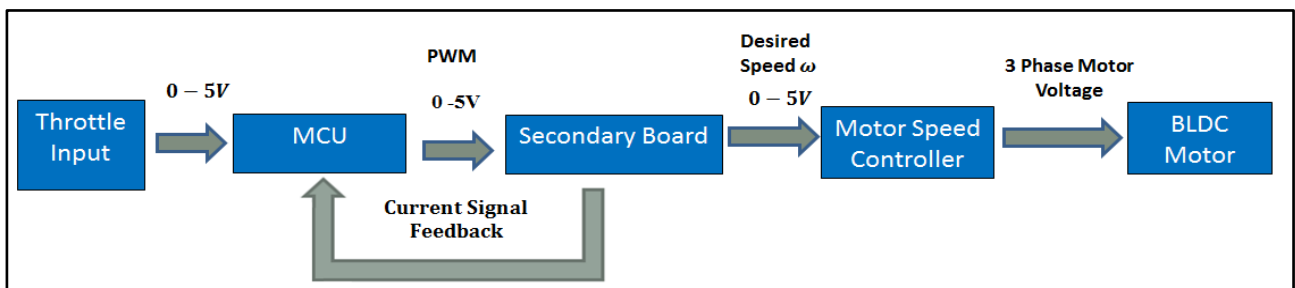 Throttle
Input
0 – 5V
MCU
PWM
0 -5V
Secondary Board
Current Signal
Feedback
Desired
Speed ω
0 – 5V
Motor Speed
Controller
3 Phase Motor
Voltage
BLDC
Motor